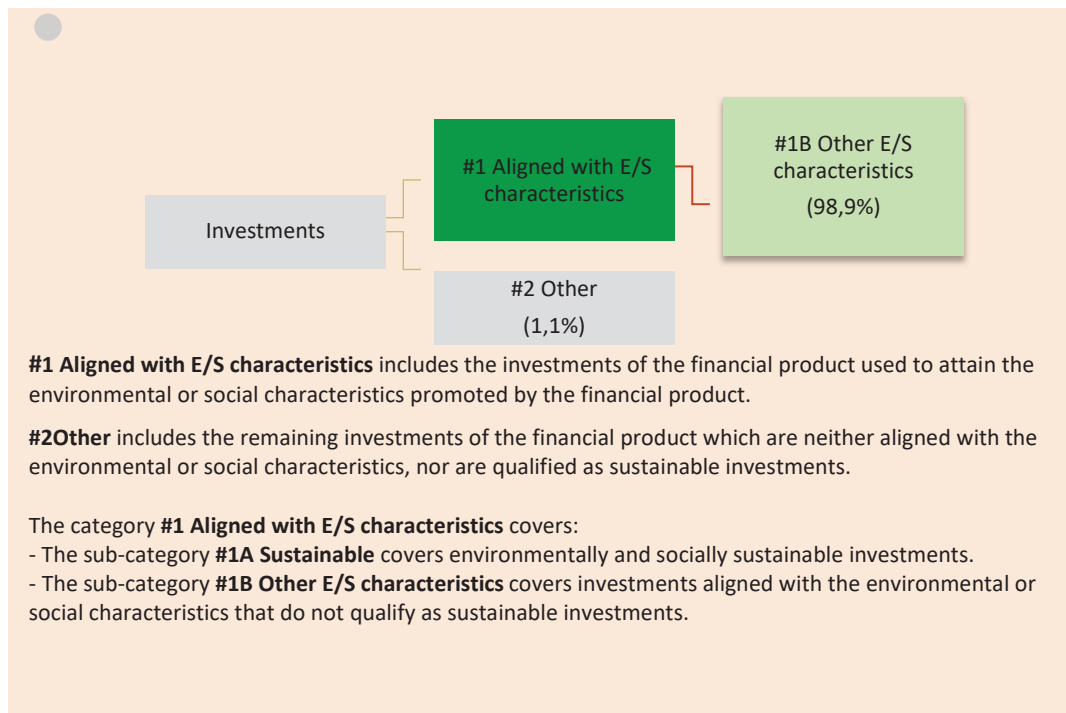 Investments
#1 Aligned with E/S
characteristics
#1B Other E/S
characteristics
(98,9%)
#2 Other
(1,1%)
#1 Aligned with E/S characteristics includes the investments of the financial product used to attain the
environmental or social characteristics promoted by the financial product.
#2Other includes the remaining investments of the financial product which are neither aligned with the
environmental or social characteristics, nor are qualified as sustainable investments.
The category #1 Aligned with E/S characteristics covers:
- The sub-category #1A Sustainable covers environmentally and socially sustainable investments.
- The sub-category #1B Other E/S characteristics covers investments aligned with the environmental or
social characteristics that do not qualify as sustainable investments.